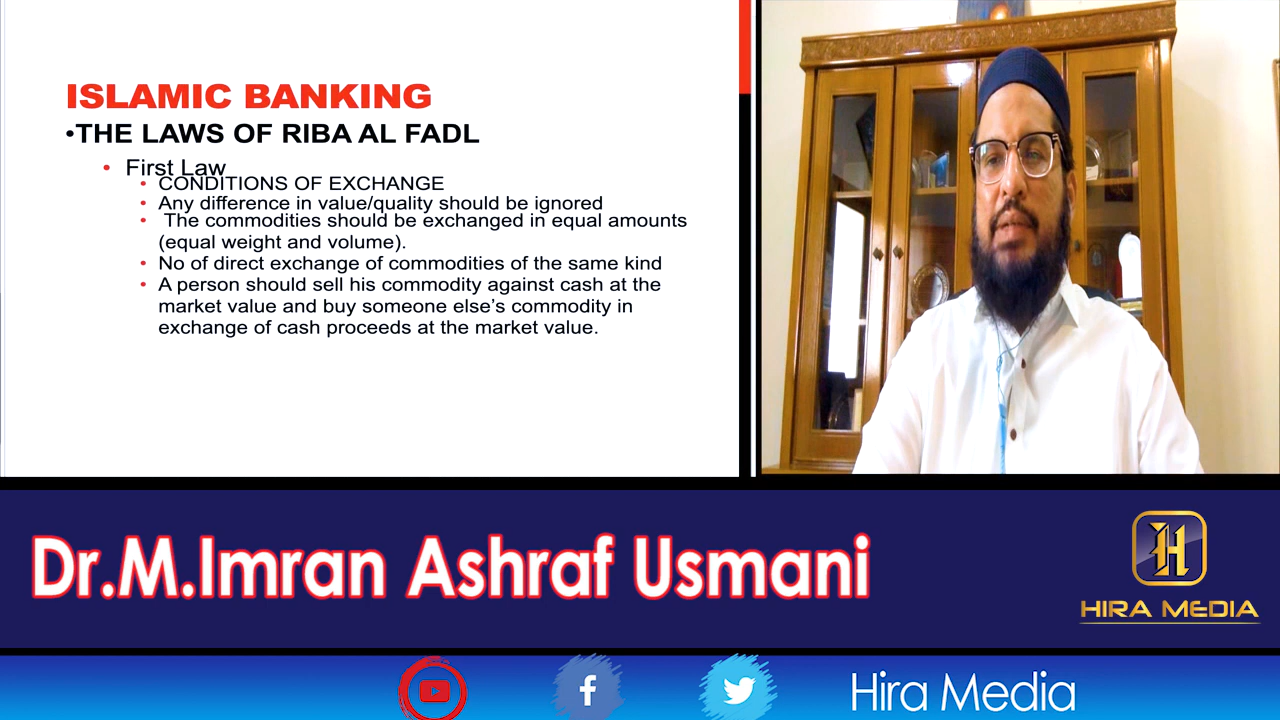 ISLAMIC BANKING
•THE LAWS OF RIBA AL FADL
• First Law
• CONDITIONS OF EXCHANGE
• Any difference in value/quality should be ignored
• The commodities should be exchanged in equal amounts
(equal weight and volume).
• No of direct exchange of commodities of the same kind
• A person should sell his commodity against cash at the
market value and buy someone else’s commodity in
exchange of cash proceeds at the market value.
Dr.M.Imran Ashraf Usmani
H
HIRA MEDIA
f
Hira Media